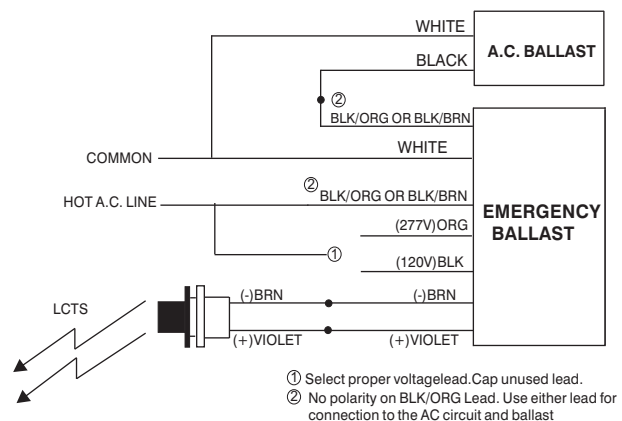 WHITE
A.C. BALLAST
BLACK
②
BLK/ORG OR BLK/BRN
COMMON
WHITE
②
HOT A.C. LINE
BLK/ORG OR BLK/BRN
EMERGENCY
BALLAST
(277V)ORG
①
(120V)BLK
LCTS
(-)BRN
(-)BRN
(+)VIOLET
(+)VIOLET
① Select proper voltagelead.Cap unused lead.
② No polarity on BLK/ORG Lead. Use either lead for
connection to the AC circuit and ballast